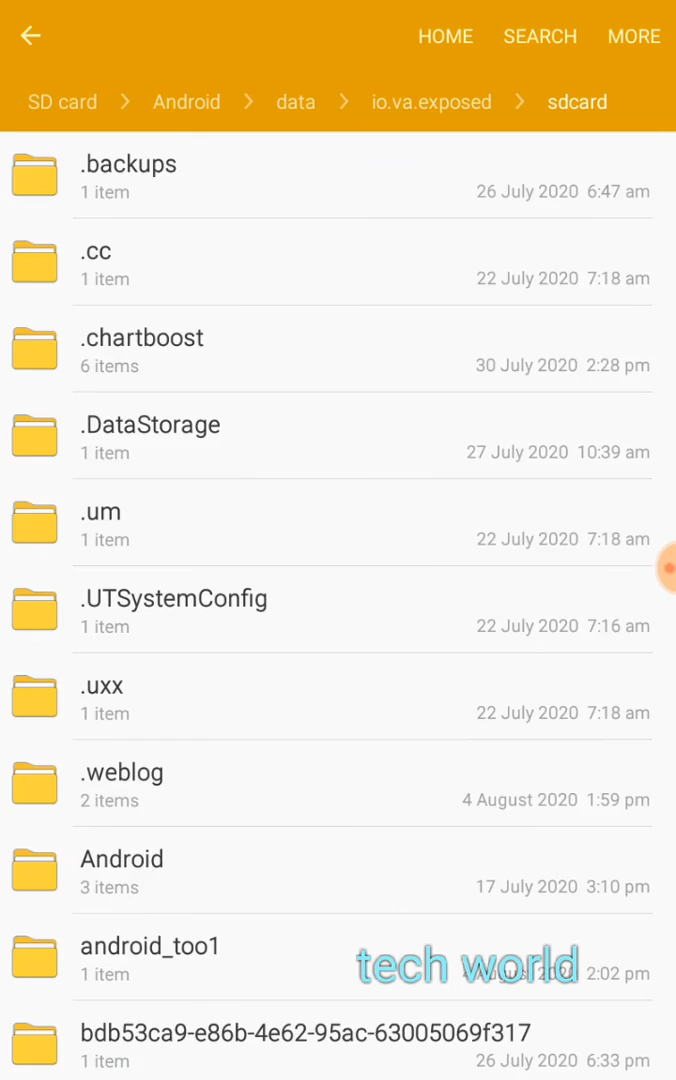 HOME SEARCH MORE
SD card > Android > data > io.va.exposed > sdcard
.backups
1 item 26 July 2020 6:47 am
.cc
1 item 22 July 2020 7:18 am
.chartboost
6 items 30 July 2020 2:28 pm
.DataStorage
1 item 27 July 2020 10:39 am
.um
1 item 22 July 2020 7:18 am
.UTSystemConfig
1 item 22 July 2020 7:16 am
.uxx
1 item 22 July 2020 7:18 am
.weblog
2 items 4 August 2020 1:59 pm
Android
3 items 17 July 2020 3:10 pm
android_too1
tech world
1 item 4 August 2020 2:02 pm
bdb53ca9-e86b-4e62-95ac-63005069f317
1 item 26 July 2020 6:33 pm